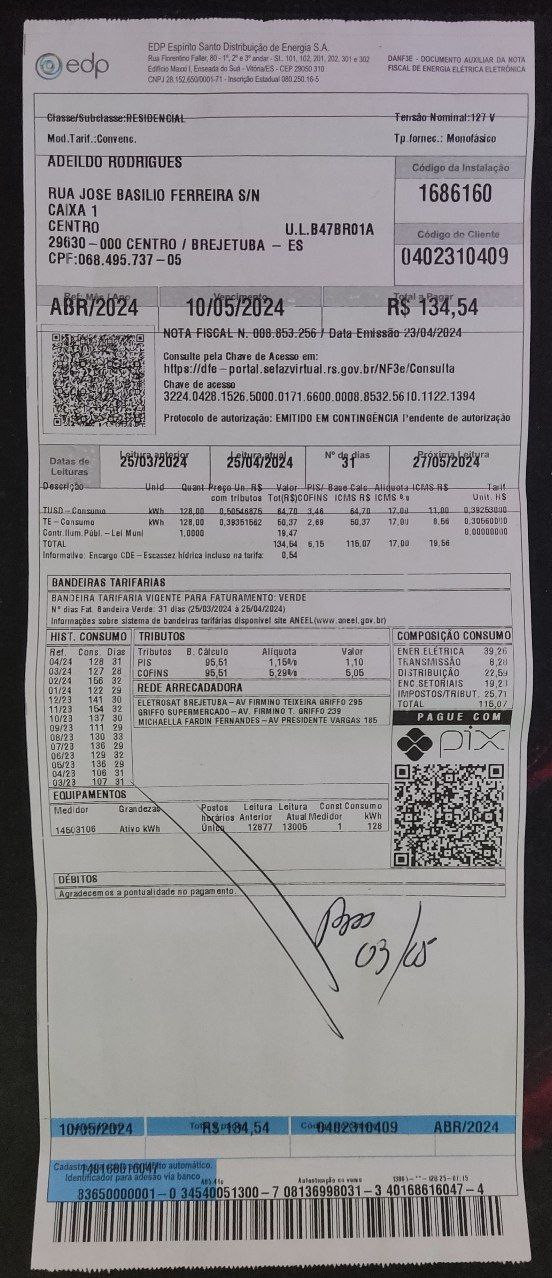 edp
EDP Espírito Santo Distribuição de Energia S.A.
Rua Florentino Faller, 80 - 1º, 2º e 3º andar - SL. 101, 102, 201, 202, 301 e 302
Edifício Maxxi I, Enseada do Suá - Vitória/ES - CEP 29050 310
CNPJ 28.152.650/0001-71 - Inscrição Estadual 080.250.16-5
DANF3E - DOCUMENTO AUXILIAR DA NOTA
FISCAL DE ENERGIA ELÉTRICA ELETRÔNICA
Classe/Subclasse:RESIDENCIAL Tensão Nominal:127 V
Mod.Tarif.:Convenc. Tp.fornec.: Monofásico
ADEILDO RODRIGUES
Código da Instalação
1686160
RUA JOSE BASILIO FERREIRA S/N
CAIXA 1
CENTRO U.L.B47BR01A
29630-000 CENTRO / BREJETUBA - ES
CPF:068.495.737-05
Código do Cliente
0402310409
Ref. Mês / Ano Vencimento Total a Pagar
ABR/2024 10/05/2024 R$ 134,54
NOTA FISCAL N. 008.853.256 / Data Emissão 23/04/2024
Consulte pela Chave de Acesso em:
https://dfe-portal.sefazvirtual.rs.gov.br/NF3e/Consulta
Chave de acesso
3224.0428.1526.5000.0171.6600.0008.8532.5610.1122.1394
Protocolo de autorização: EMITIDO EM CONTINGÊNCIA Pendente de autorização
Datas de Leituras
Leitura anterior Leitura atual Nº de dias Próxima Leitura
25/03/2024 25/04/2024 31 27/05/2024
Descrição Unid Quant Preço Un. R$ com tributos Valor Tot(R$) PIS/COFINS Base Calc. ICMS R$ Alíquota ICMS % ICMS R$ Tarif Unit. R$
TUSD-Consumo kWh 128,00 0,50546875 64,70 3,46 64,70 17,00 11,00 0,39253000
TE-Consumo kWh 128,00 0,39351562 50,37 2,69 50,37 17,00 8,56 0,30560000
Contr.Ilum.Públ. - Lei Muni 1,0000 19,47 0,00000000
TOTAL 134,54 6,15 115,07 17,00 19,56
Informativo: Encargo CDE-Escassez hídrica incluso na tarifa: 0,54
BANDEIRAS TARIFARIAS
BANDEIRA TARIFARIA VIGENTE PARA FATURAMENTO: VERDE
Nº dias Fat. Bandeira Verde: 31 dias (25/03/2024 à 25/04/2024)
Informações sobre sistema de bandeiras tarifárias disponível site ANEEL(www.aneel.gov.br)
HIST. CONSUMO
Ref. Cons. Dias
04/24 128 31
03/24 127 28
02/24 156 32
01/24 122 29
12/23 141 30
11/23 154 32
10/23 137 30
09/23 111 29
08/23 130 33
07/23 136 29
06/23 129 32
05/23 136 29
04/23 106 31
03/23 107 31
TRIBUTOS
Tributos B. Cálculo Alíquota Valor
PIS 95,51 1,15% 1,10
COFINS 95,51 5,29% 5,05
REDE ARRECADADORA
ELETROSAT BREJETUBA-AV FIRMINO TEIXEIRA GRIFFO 295
GRIFFO SUPERMERCADO-AV. FIRMINO T. GRIFFO 239
MICHAELLA FARDIN FERNANDES-AV PRESIDENTE VARGAS 185
COMPOSIÇÃO CONSUMO
ENER.ELÉTRICA 39,26
TRANSMISSÃO 8,28
DISTRIBUIÇÃO 22,59
ENC.SETORIAIS 19,23
IMPOSTOS/TRIBUT. 25,71
TOTAL 115,07
PAGUE COM
pix
EQUIPAMENTOS
Medidor Grandezas Postos horários Leitura Anterior Leitura Atual Const Medidor Consumo kWh
14503106 Ativo kWh Único 12877 13005 1 128
DÉBITOS
Agradecemos a pontualidade no pagamento.
03/05
10/05/2024 R$ 134,54 0402310409 ABR/2024
Cadastra automático.
140168616047
Identificador para adesão via banco
Autenticação no verso
83650000001-0 34540051300-7 08136998031-3 40168616047-4